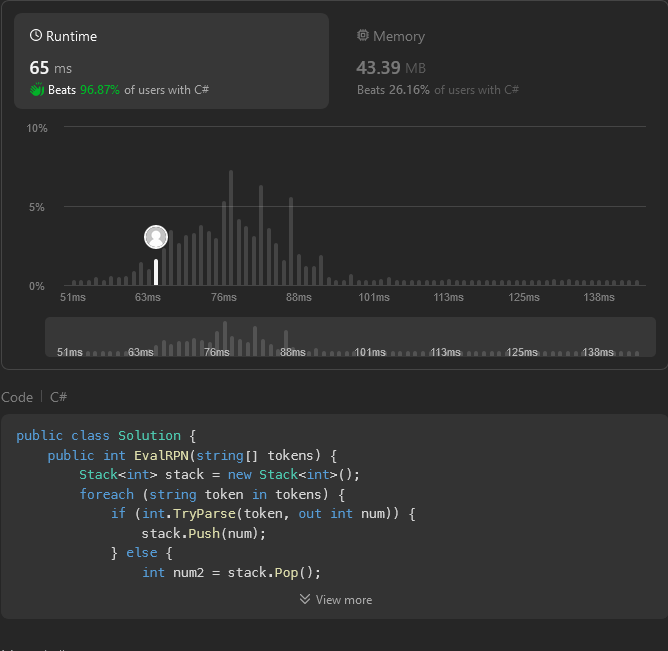 Runtime
Memory
65 ms
43.39 MB
Beats 96.87% of users with C#
Beats 26.16% of users with C#
10%
5%
0%
51ms 63ms 76ms 88ms 101ms 113ms 125ms 138ms
51ms 63ms 76ms 88ms 101ms 113ms 125ms 138ms
Code | C#
public class Solution {
public int EvalRPN(string[] tokens) {
Stack<int> stack = new Stack<int>();
foreach (string token in tokens) {
if (int.TryParse(token, out int num)) {
stack.Push(num);
} else {
int num2 = stack.Pop();
View more